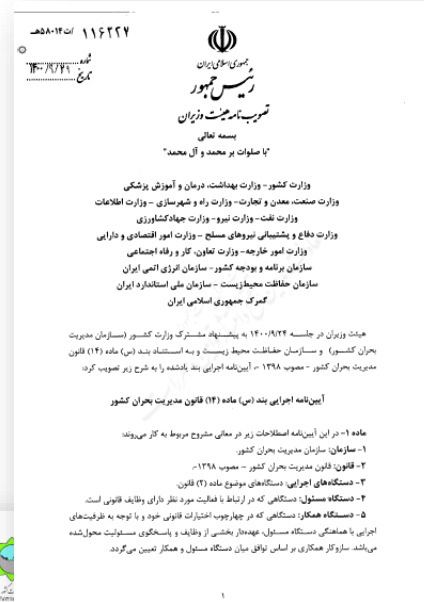 ۱۱۶۲۲۷ /ت۵۸۰۱۴هـ
شماره
۱۴۰۰/۹/۲۹
تاریخ
جمهوری اسلامی ایران
رئیس جمهور
تصویب نامه هیئت وزیران
بسمه تعالی
"با صلوات بر محمد و آل محمد"
وزارت کشور - وزارت بهداشت، درمان و آموزش پزشکی
وزارت صنعت، معدن و تجارت- وزارت راه و شهرسازی - وزارت اطلاعات
وزارت نفت- وزارت نیرو- وزارت جهادکشاورزی
وزارت دفاع و پشتیبانی نیروهای مسلح - وزارت امور اقتصادی و دارایی
وزارت امور خارجه- وزارت تعاون، کار و رفاه اجتماعی
سازمان برنامه و بودجه کشور- سازمان انرژی اتمی ایران
سازمان حفاظت محیط‌زیست - سازمان ملی استاندارد ایران
گمرک جمهوری اسلامی ایران
هیئت وزیران در جلسه ۱۴۰۰/۹/۲۴ به پیشنهاد مشترک وزارت کشور (سازمان مدیریت
بحران کشور) و سازمان حفاظت محیط زیست و به استناد بند (س) ماده (۱۴) قانون
مدیریت بحران کشور - مصوب ۱۳۹۸ -، آیین‌نامه اجرایی بند یادشده را به شرح زیر تصویب کرد:
آیین‌نامه اجرایی بند (س) ماده (۱۴) قانون مدیریت بحران کشور
ماده ۱- در این آیین‌نامه اصطلاحات زیر در معانی مشروح مربوط به کار می‌روند:
۱- سازمان: سازمان مدیریت بحران کشور.
۲- قانون: قانون مدیریت بحران کشور - مصوب ۱۳۹۸-.
۳- دستگاه‌های اجرایی: دستگاه‌های موضوع ماده (۲) قانون.
۴- دستگاه مسئول: دستگاهی که در ارتباط با فعالیت مورد نظر دارای وظایف قانونی است.
۵- دستگاه همکار: دستگاهی که در چهارچوب اختیارات قانونی خود و با توجه به ظرفیت‌های
اجرایی با هماهنگی دستگاه مسئول، عهده‌دار بخشی از وظایف و پاسخگوی مسئولیت محول‌شده
می‌باشد. سازوکار همکاری بر اساس توافق میان دستگاه مسئول و همکار تعیین می‌گردد.
۱